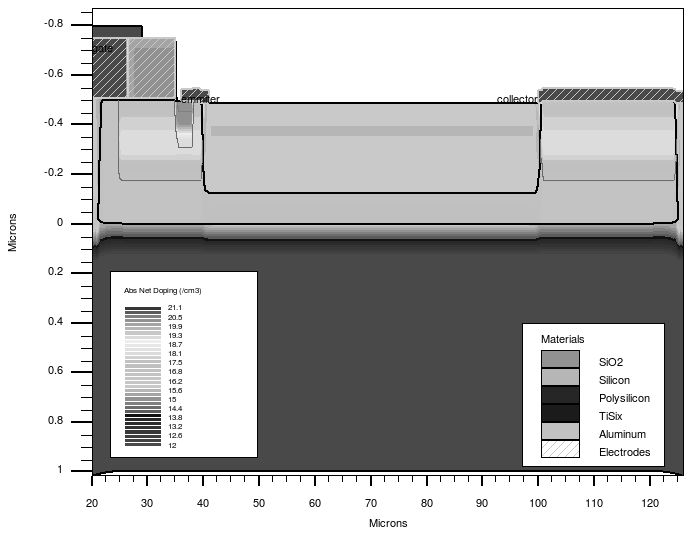 -0.8
gate
-0.6
emmiter
collector
-0.4
-0.2
0
Microns
0.2
Abs Net Doping (/cm3)
21.1
20.5
19.9
19.3
18.7
18.1
17.5
16.8
16.2
15.6
15
14.4
13.8
13.2
12.6
12
0.4
Materials
SiO2
Silicon
Polysilicon
TiSix
Aluminum
Electrodes
0.6
0.8
1
20 30 40 50 60 70 80 90 100 110 120
Microns